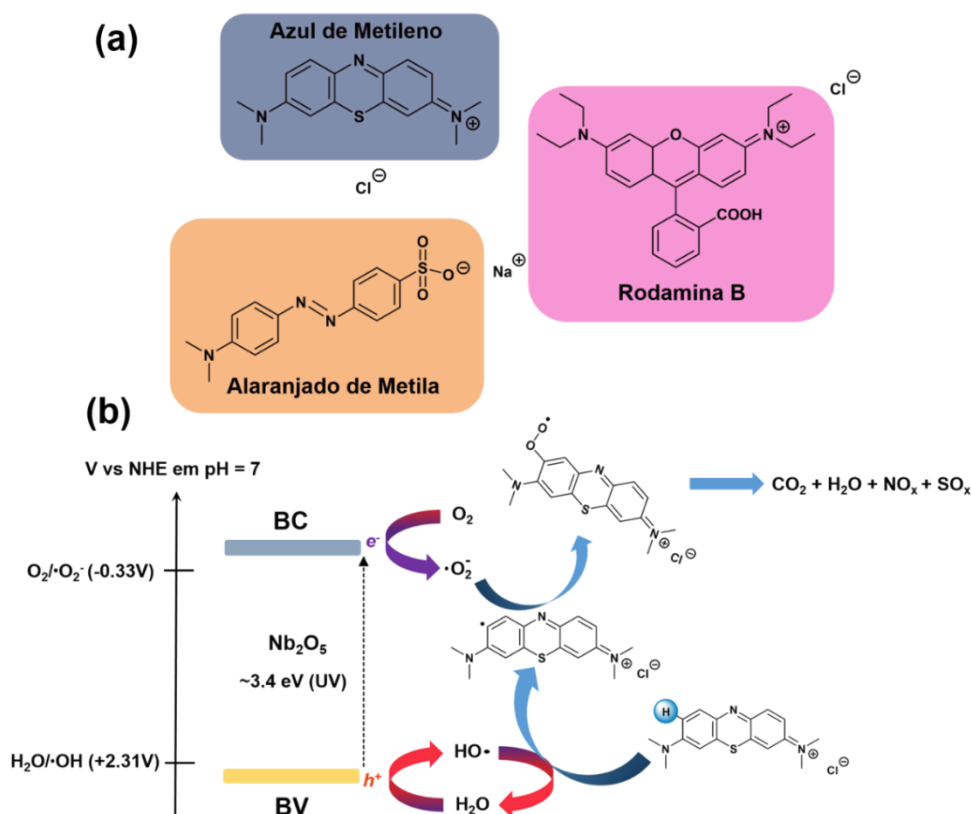 (a)
Azul de Metileno
N
N
S
N⊕
Cl⊖
Cl⊖
N
O
N⊕
COOH
Rodamina B
O
S
O⊖
O
Na⊕
N
N
N
Alaranjado de Metila
(b)
V vs NHE em pH = 7
BC
e-
O₂
·O₂⁻
O₂/·O₂⁻ (-0.33V)
Nb₂O₅
~3.4 eV (UV)
H₂O/·OH (+2.31V)
BV
h⁺
HO·
H₂O
O·
O
N
N
S
N⊕
Cl⊖
CO₂ + H₂O + NOₓ + SOₓ
·
N
N
S
N⊕
Cl⊖
H
N
N
S
N⊕
Cl⊖